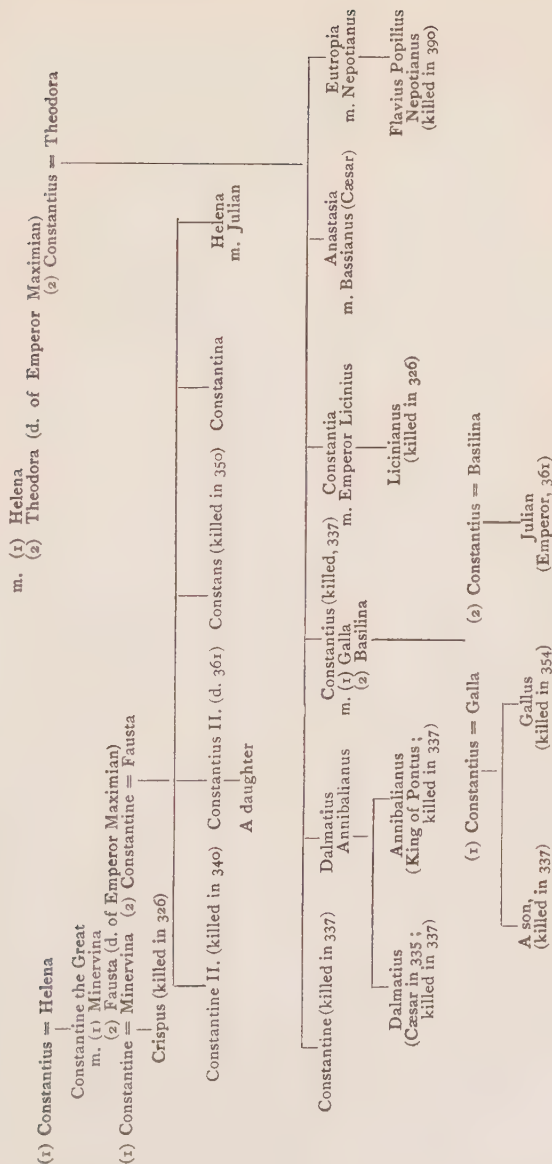 m. (1) Helena
(2) Theodora (d. of Emperor Maximian)
(1) Constantius = Helena
(2) Constantius = Theodora
Constantine the Great
m. (1) Minervina
(2) Fausta (d. of Emperor Maximian)
(1) Constantine = Minervina (2) Constantine = Fausta
Crispus (killed in 326)
Constantine II. (killed in 340) Constantius II. (d. 361) Constans (killed in 350) Constantina Helena
m. Julian
A daughter
Constantine (killed in 337) Dalmatius Constantius (killed, 337) Constantia Anastasia Eutropia
Annibalianus m. (1) Galla m. Emperor Licinius m. Bassianus (Cæsar) m. Nepotianus
(2) Basilina
Dalmatius Annibalianus Licinianus Flavius Popilius
(Cæsar in 335; (King of Pontus; (killed in 326) Nepotianus
killed in 337) killed in 337) (killed in 390)
(1) Constantius = Galla (2) Constantius = Basilina
A son, Gallus Julian
(killed in 337) (killed in 354) (Emperor, 361)